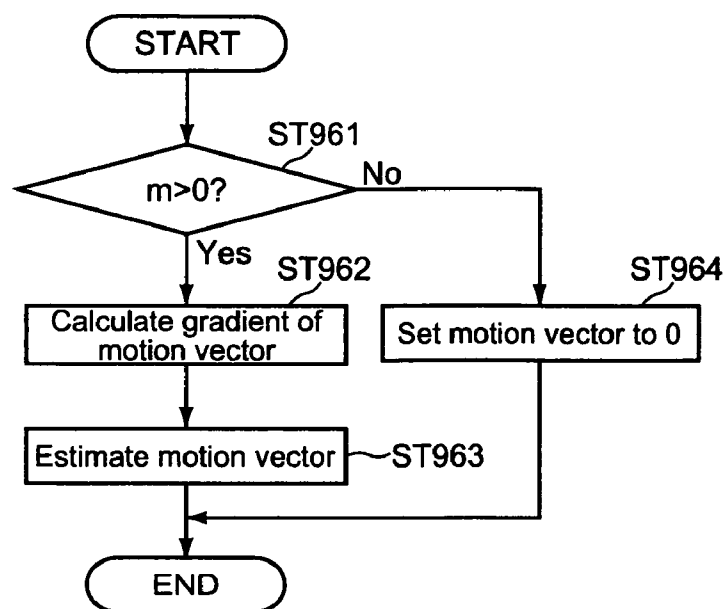 START
ST961
m>0?
No
Yes
ST962
ST964
Calculate gradient of
motion vector
Set motion vector to 0
Estimate motion vector
ST963
END